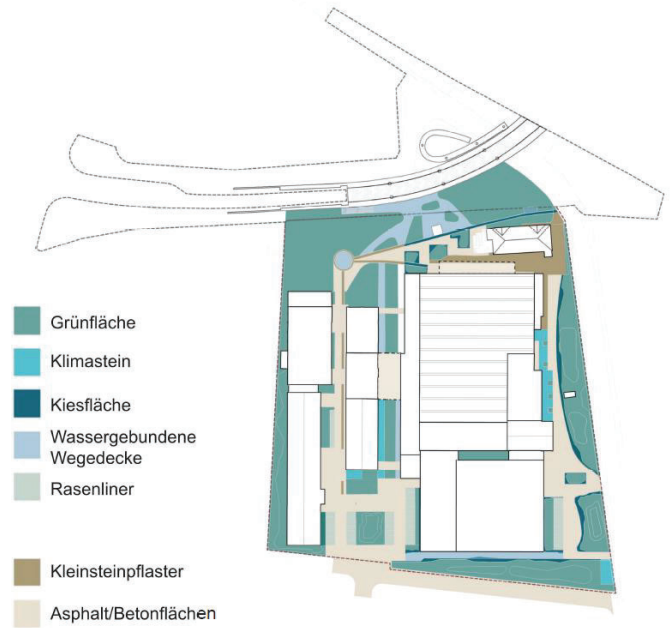 Grünfläche
Klimastein
Kiesfläche
Wassergebundene
Wegedecke
Rasenliner
Kleinsteinpflaster
Asphalt/Betonflächen